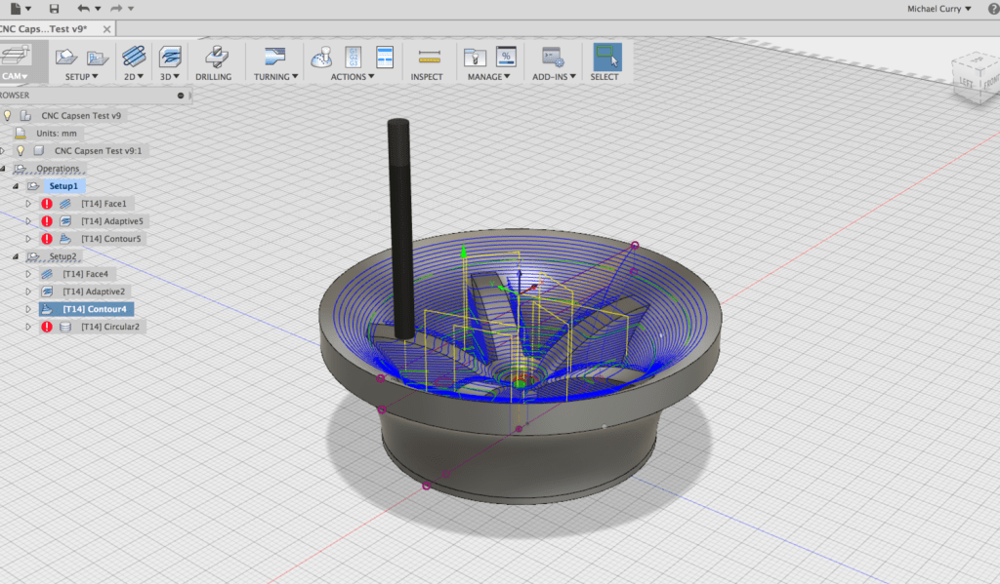 Michael Curry
CNC Caps...Test v9*
CAM
SETUP
2D
3D
DRILLING
TURNING
ACTIONS
INSPECT
MANAGE
ADD-INS
SELECT
ROWSER
CNC Capsen Test v9
Units: mm
CNC Capsen Test v9:1
Operations
Setup1
[T14] Face1
[T14] Adaptive5
[T14] Contour5
Setup2
[T14] Face4
[T14] Adaptive2
[T14] Contour4
[T14] Circular2
TOP
LEFT
FRONT